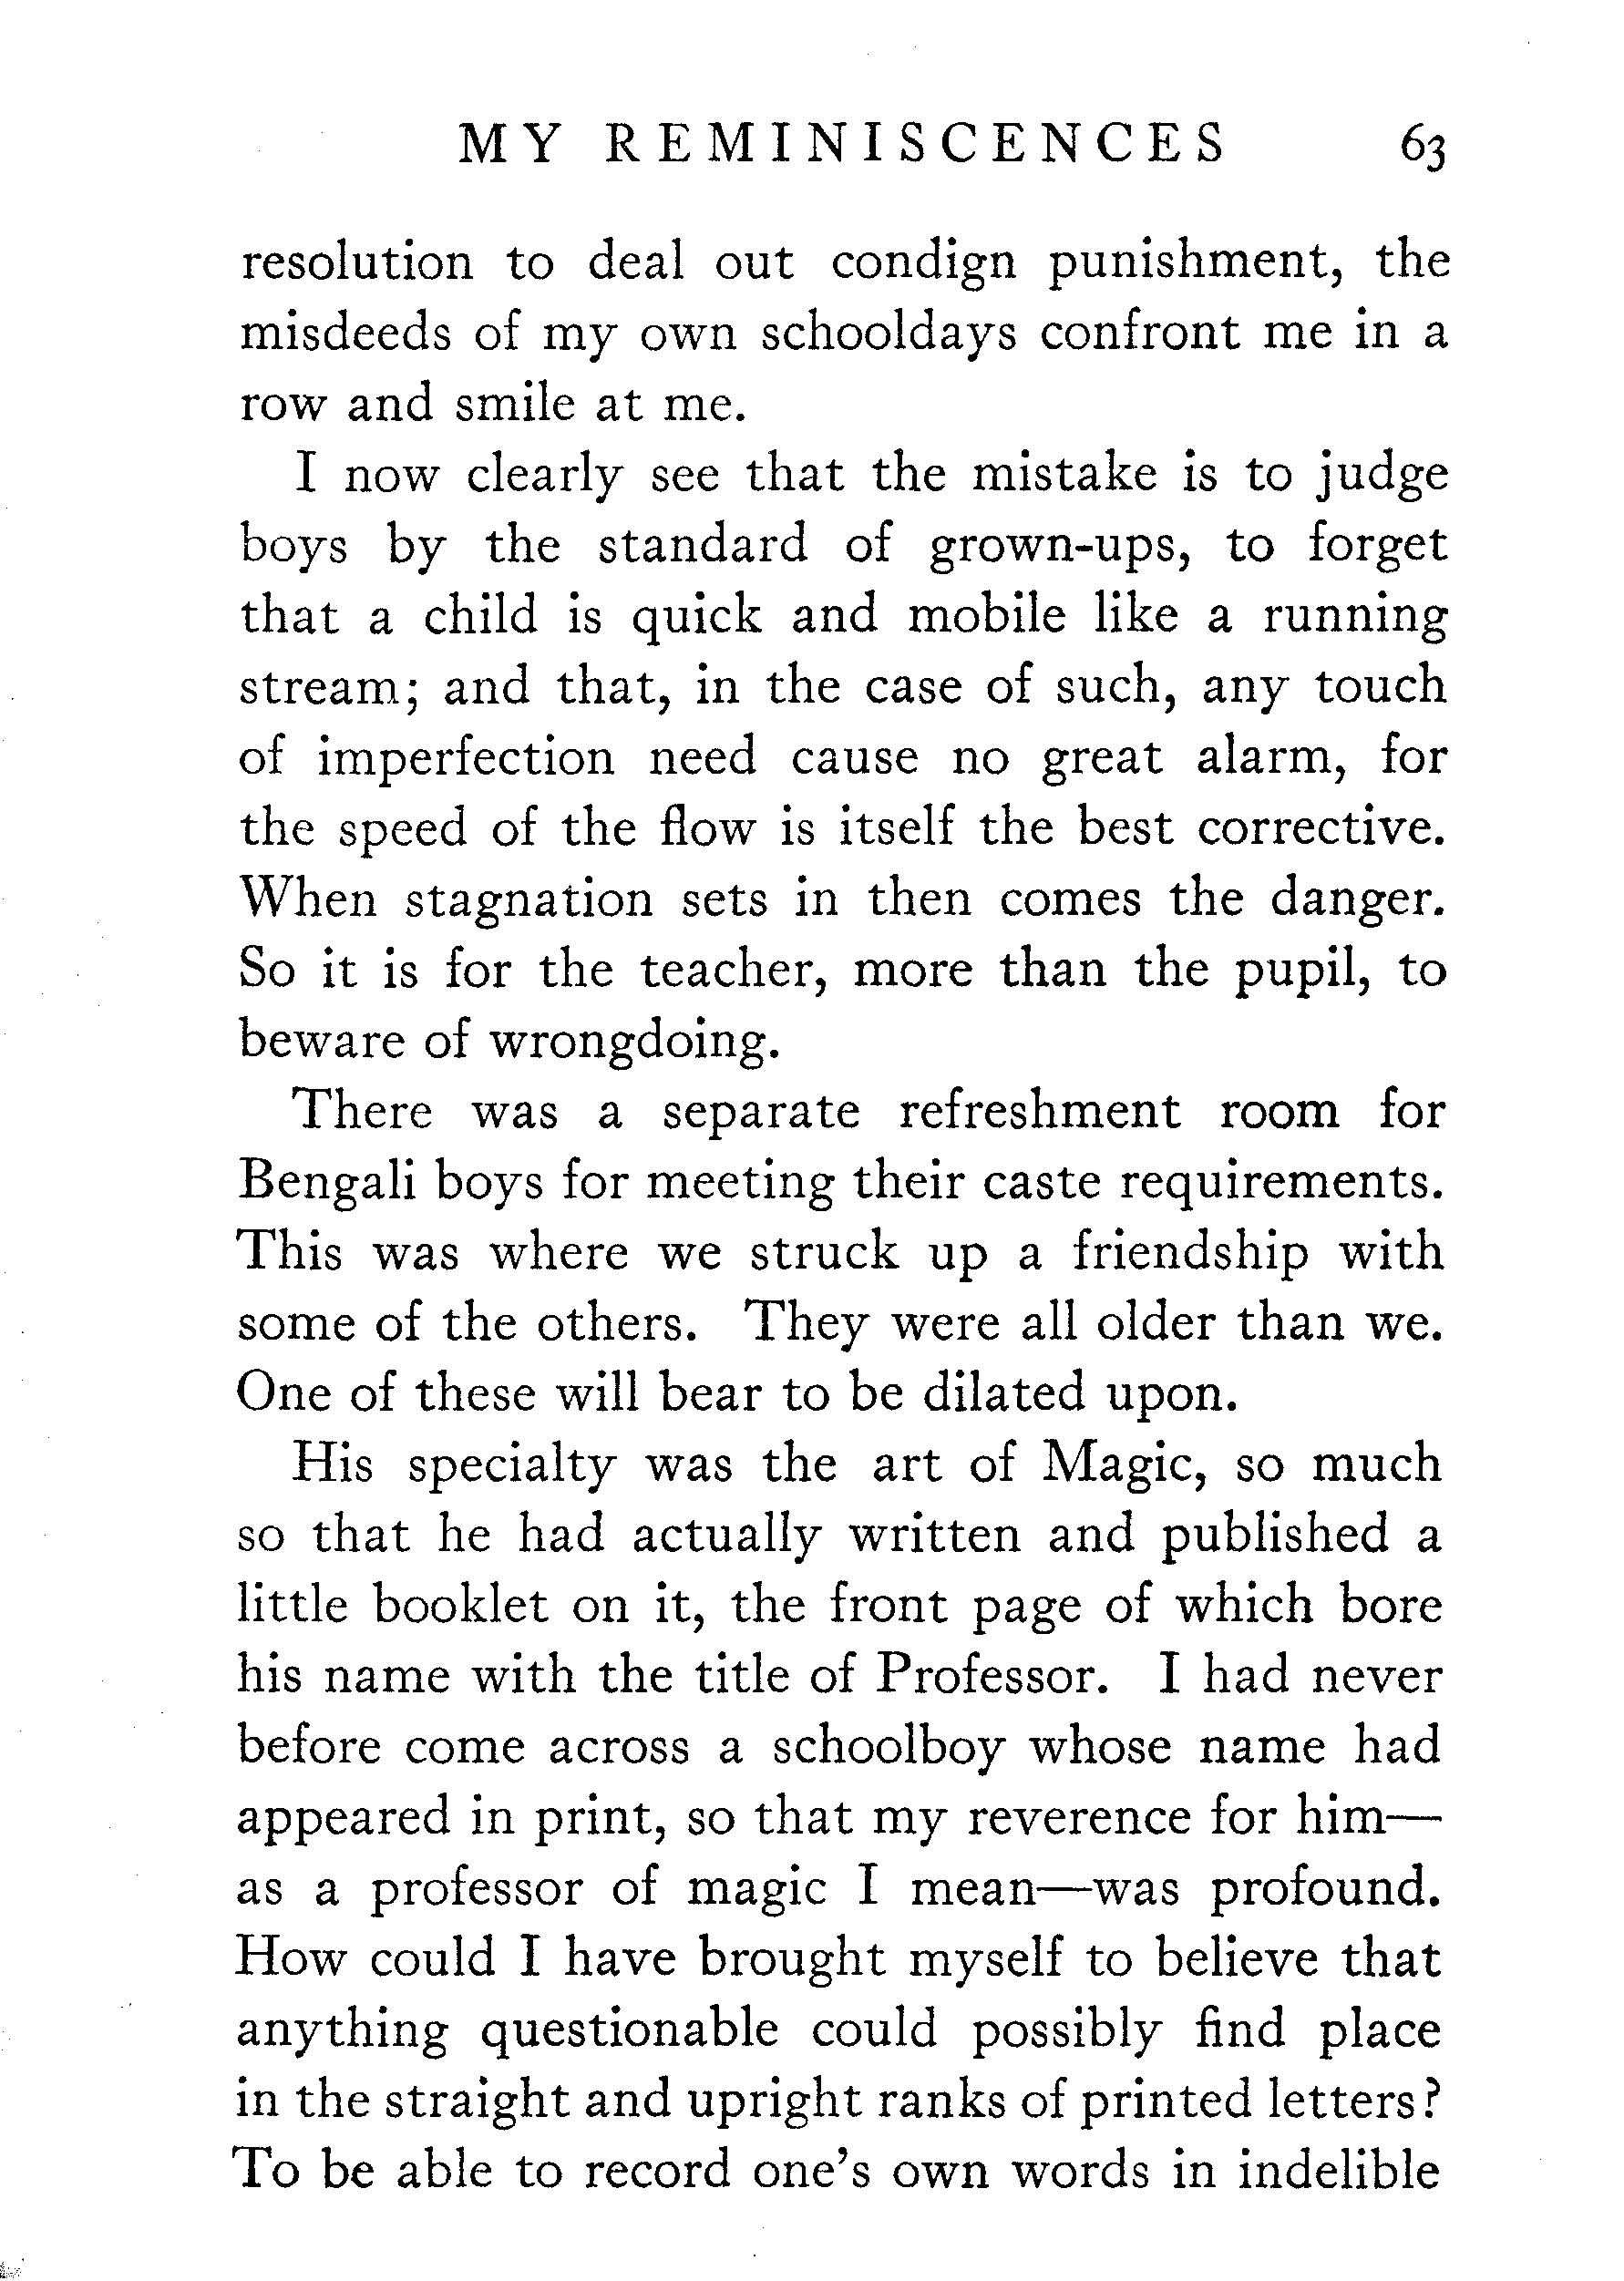 MY REMINISCENCES 63
resolution to deal out condign punishment, the
misdeeds of my own schooldays confront me in a
row and smile at me.
I now clearly see that the mistake is to judge
boys by the standard of grown-ups, to forget
that a child is quick and mobile like a running
stream; and that, in the case of such, any touch
of imperfection need cause no great alarm, for
the speed of the flow is itself the best corrective.
When stagnation sets in then comes the danger.
So it is for the teacher, more than the pupil, to
beware of wrongdoing.
There was a separate refreshment room for
Bengali boys for meeting their caste requirements.
This was where we struck up a friendship with
some of the others. They were all older than we.
One of these will bear to be dilated upon.
His specialty was the art of Magic, so much
so that he had actually written and published a
little booklet on it, the front page of which bore
his name with the title of Professor. I had never
before come across a schoolboy whose name had
appeared in print, so that my reverence for him—
as a professor of magic I mean—was profound.
How could I have brought myself to believe that
anything questionable could possibly find place
in the straight and upright ranks of printed letters?
To be able to record one's own words in indelible